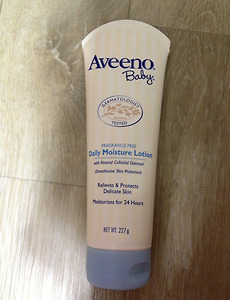 Aveeno.
Baby.
DERMATOLOGIST
TESTED
FRAGRANCE FREE
Daily Moisture Lotion
with Natural Colloidal Oatmeal
Dimethicone Skin Protectant
Relieves & Protects
Delicate Skin
Moisturizes for 24 Hours
NET WT. 227g